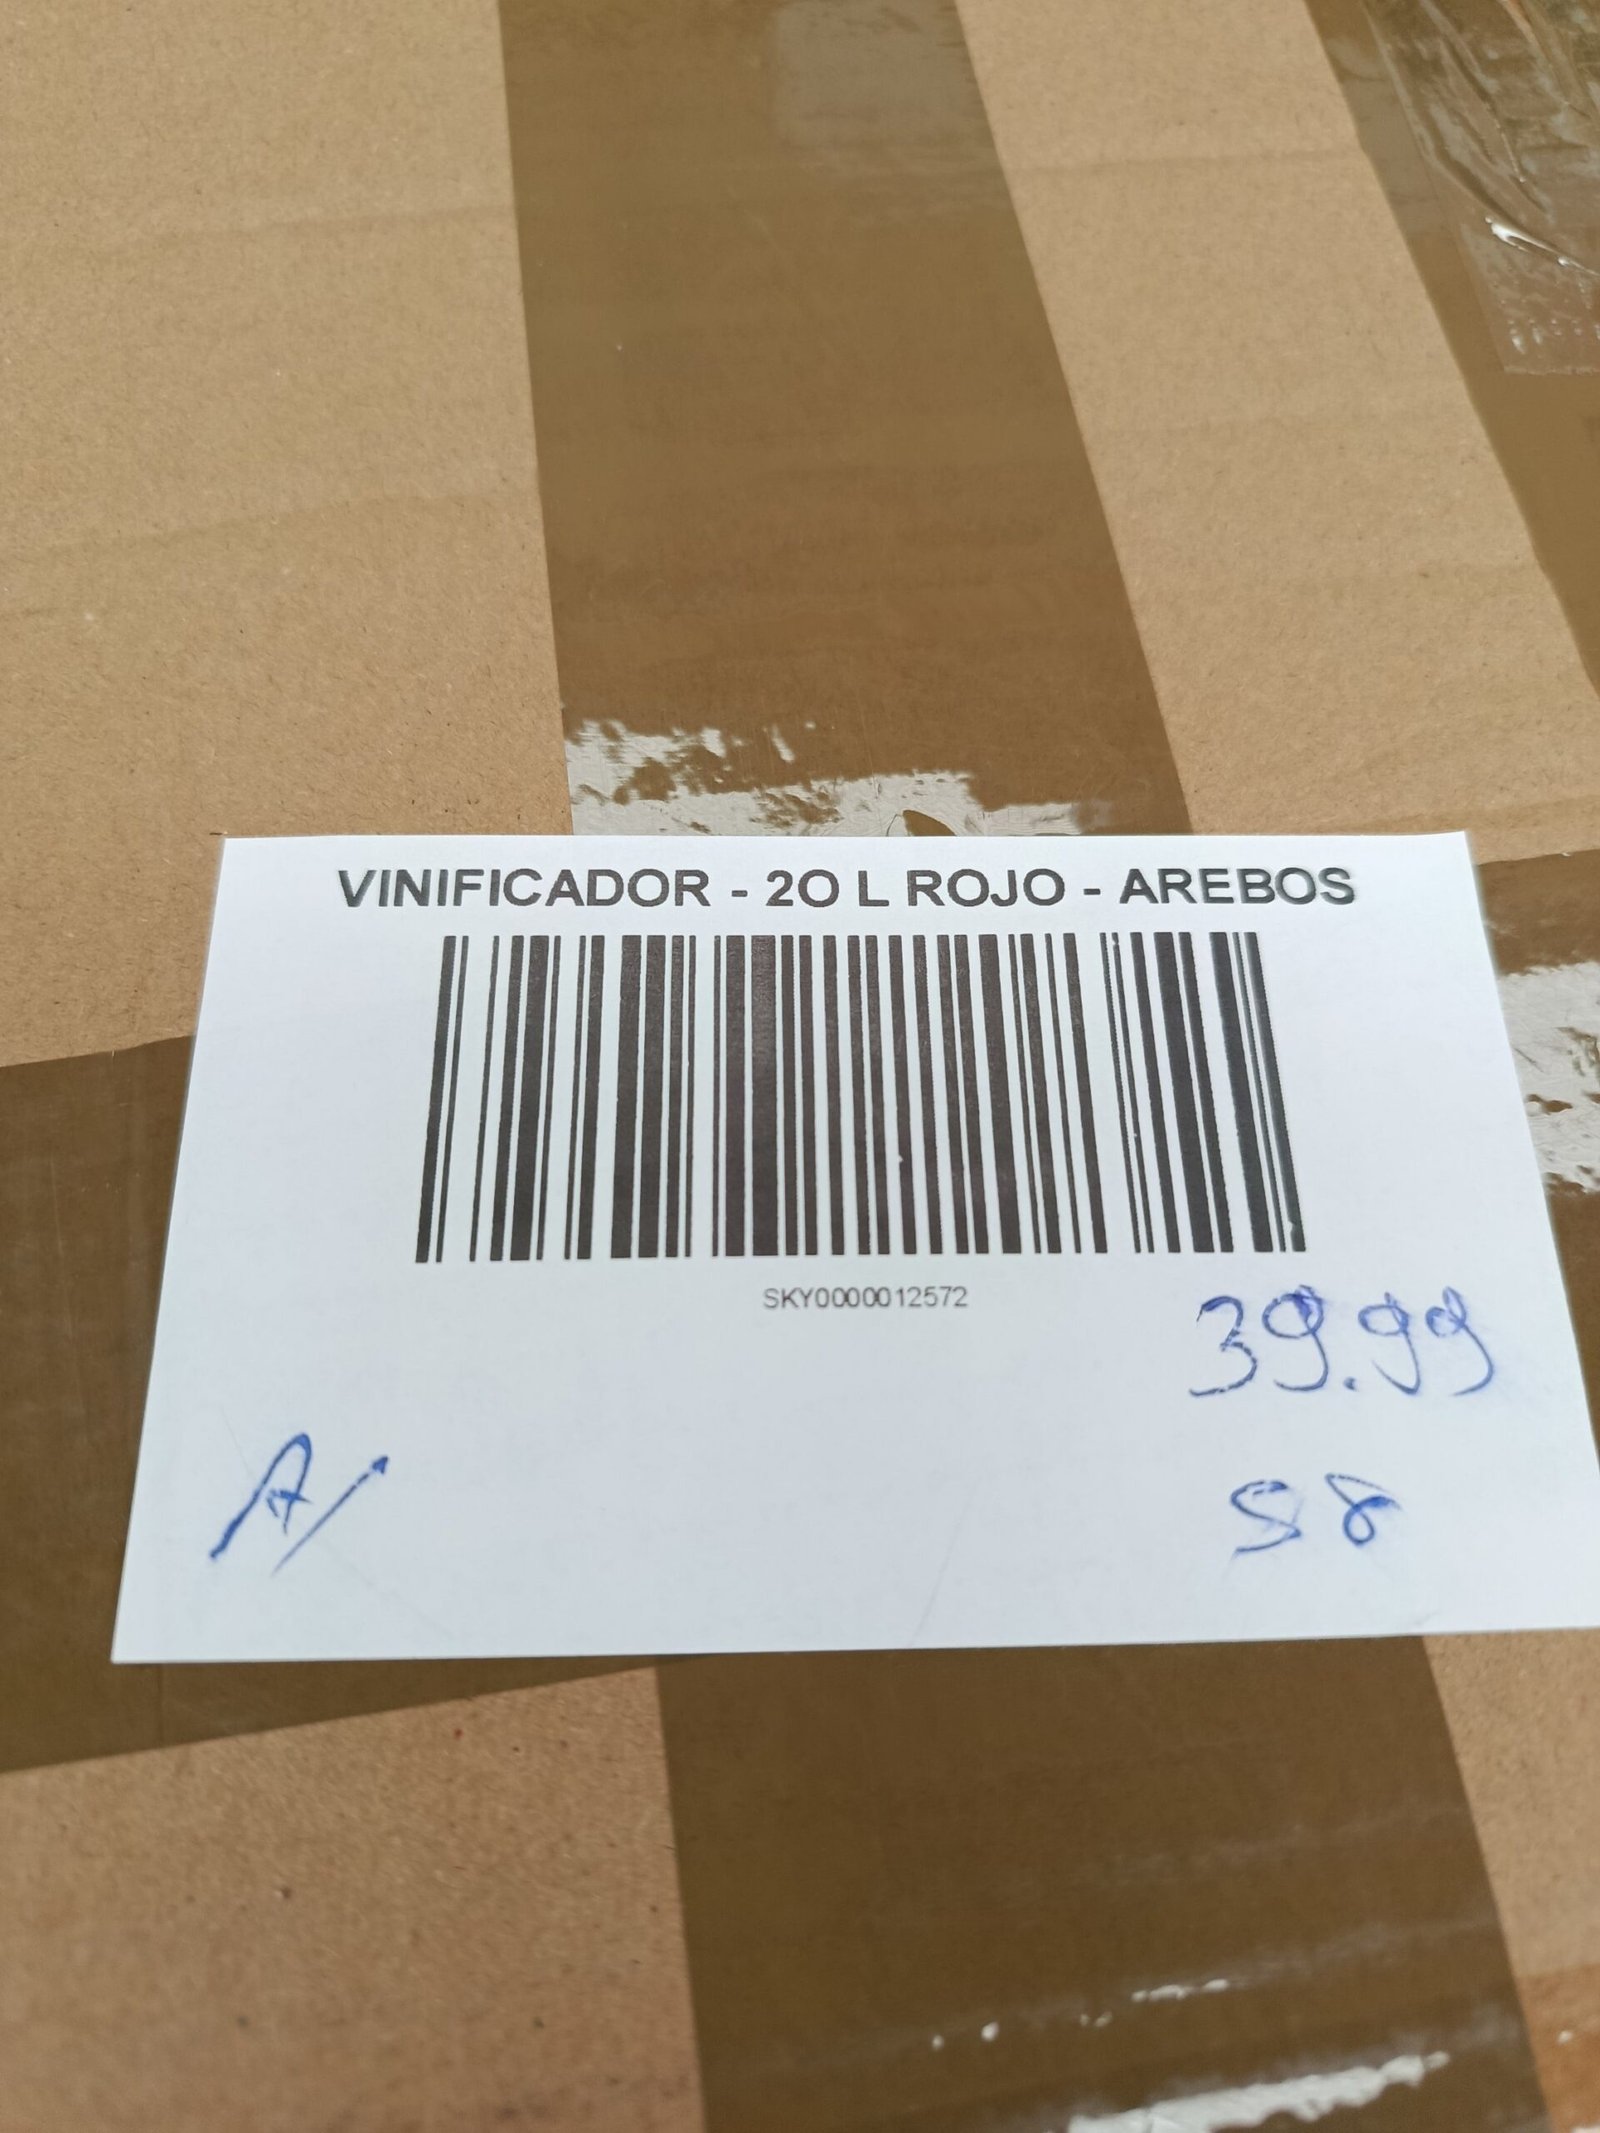 VINIFICADOR - 2O L ROJO - AREBOS
SKY0000012572
39.99
A/
58